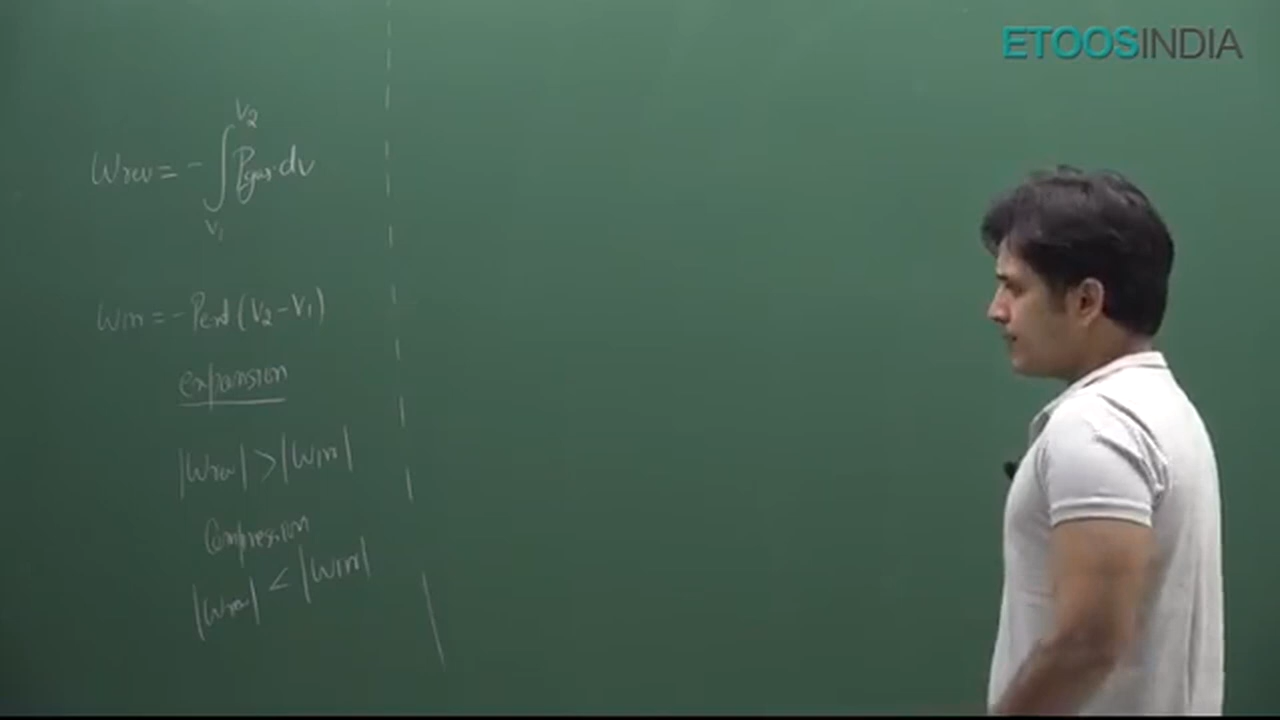 ETOOSINDIA
Wrev = - ∫ V₁ V₂ Pgas. dv
Wirr = - Pext (V₂ - V₁)
expansion
|Wrev| > |Wirr|
Compression
|Wrev| < |Wirr|